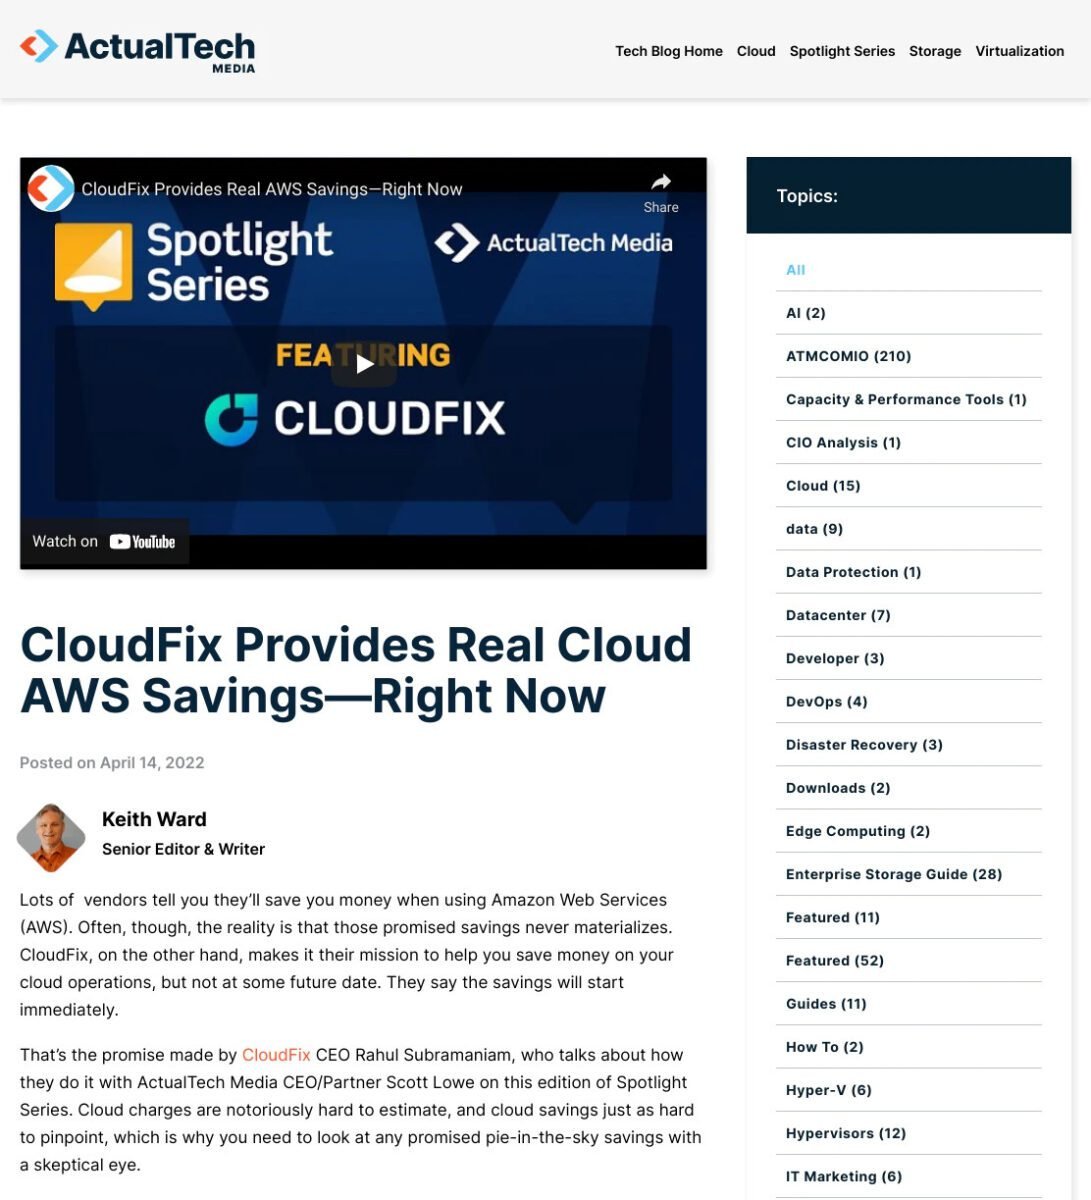 ActualTech
MEDIA
Tech Blog Home Cloud Spotlight Series Storage Virtualization
CloudFix Provides Real AWS Savings—Right Now
Share
Spotlight
Series
ActualTech Media
FEATURING
CLOUDFIX
Watch on YouTube
CloudFix Provides Real Cloud
AWS Savings—Right Now
Posted on April 14, 2022
Keith Ward
Senior Editor & Writer
Lots of  vendors tell you they’ll save you money when using Amazon Web Services
(AWS). Often, though, the reality is that those promised savings never materializes.
CloudFix, on the other hand, makes it their mission to help you save money on your
cloud operations, but not at some future date. They say the savings will start
immediately.
That’s the promise made by CloudFix CEO Rahul Subramaniam, who talks about how
they do it with ActualTech Media CEO/Partner Scott Lowe on this edition of Spotlight
Series. Cloud charges are notoriously hard to estimate, and cloud savings just as hard
to pinpoint, which is why you need to look at any promised pie-in-the-sky savings with
a skeptical eye.
Topics:
All
AI (2)
ATMCOMIO (210)
Capacity & Performance Tools (1)
CIO Analysis (1)
Cloud (15)
data (9)
Data Protection (1)
Datacenter (7)
Developer (3)
DevOps (4)
Disaster Recovery (3)
Downloads (2)
Edge Computing (2)
Enterprise Storage Guide (28)
Featured (11)
Featured (52)
Guides (11)
How To (2)
Hyper-V (6)
Hypervisors (12)
IT Marketing (6)